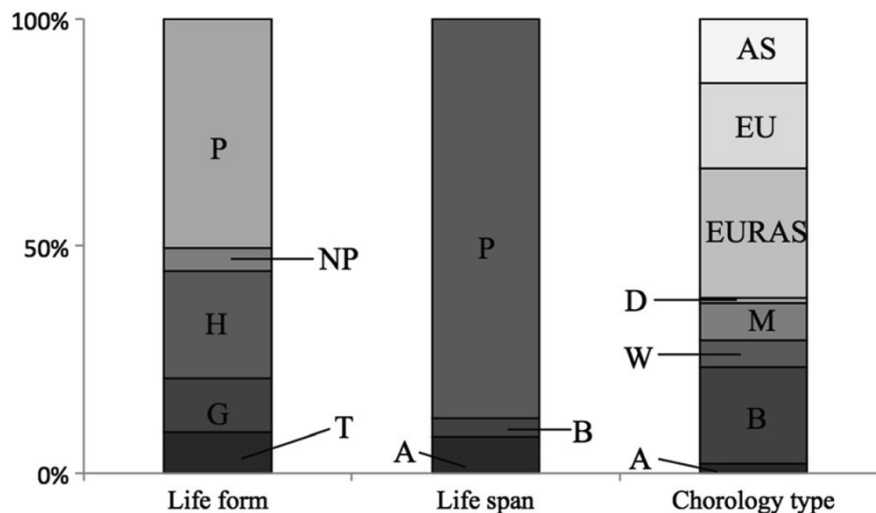 100%
50%
0%
P
NP
H
G
T
P
B
A
AS
EU
EURAS
D
M
W
B
A
Life form
Life span
Chorology type